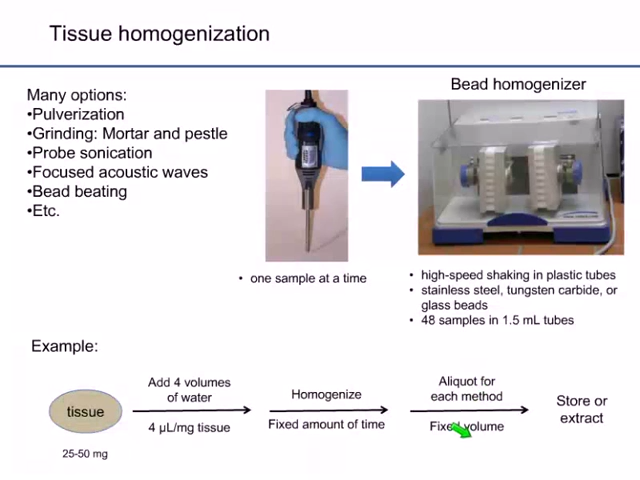 Tissue homogenization
Many options:
•Pulverization
•Grinding: Mortar and pestle
•Probe sonication
•Focused acoustic waves
•Bead beating
•Etc.
Bead homogenizer
• one sample at a time
• high-speed shaking in plastic tubes
• stainless steel, tungsten carbide, or
glass beads
• 48 samples in 1.5 mL tubes
Example:
tissue
25-50 mg
Add 4 volumes
of water
4 µL/mg tissue
Homogenize
Fixed amount of time
Aliquot for
each method
Fixed volume
Store or
extract